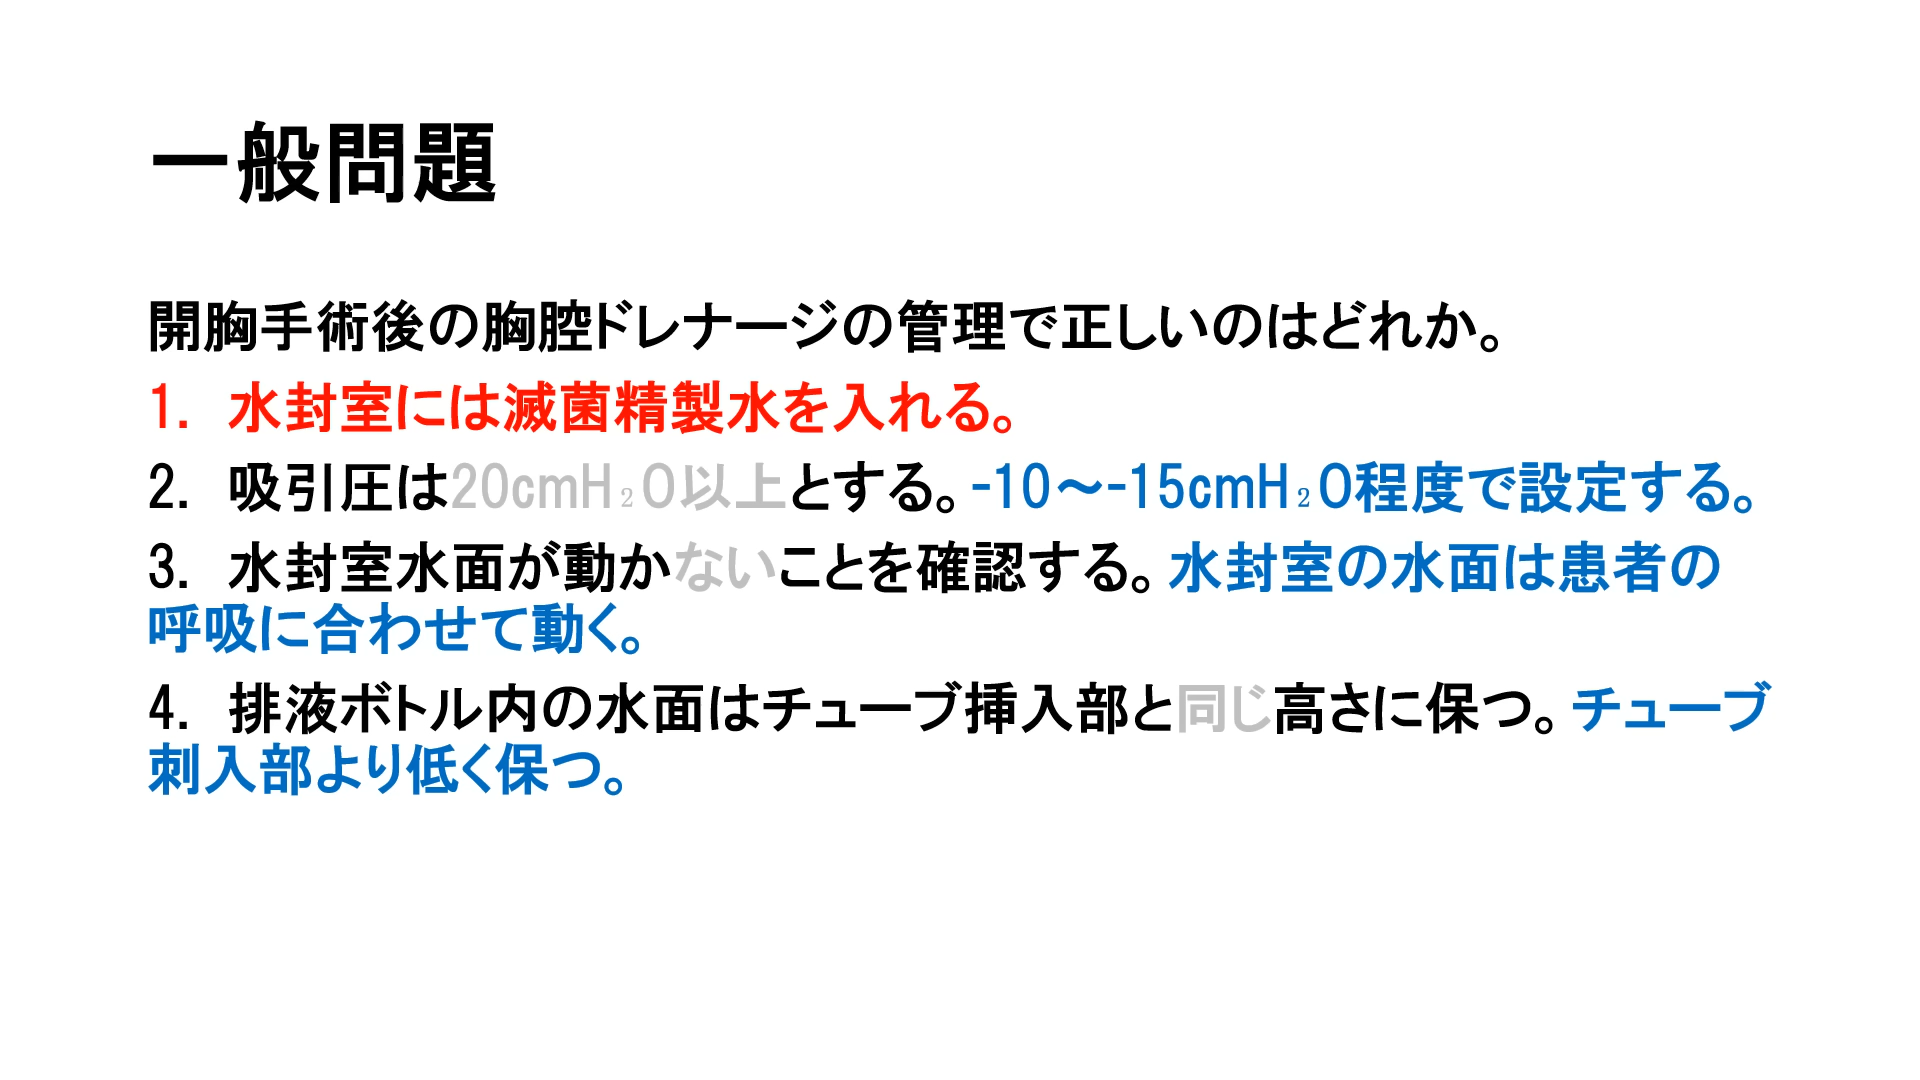 一般問題
開胸手術後の胸腔ドレナージの管理で正しいのはどれか。
1. 水封室には滅菌精製水を入れる。
2. 吸引圧は20cmH₂O以上とする。-10～-15cmH₂O程度で設定する。
3. 水封室水面が動かないことを確認する。水封室の水面は患者の
呼吸に合わせて動く。
4. 排液ボトル内の水面はチューブ挿入部と同じ高さに保つ。チューブ
刺入部より低く保つ。